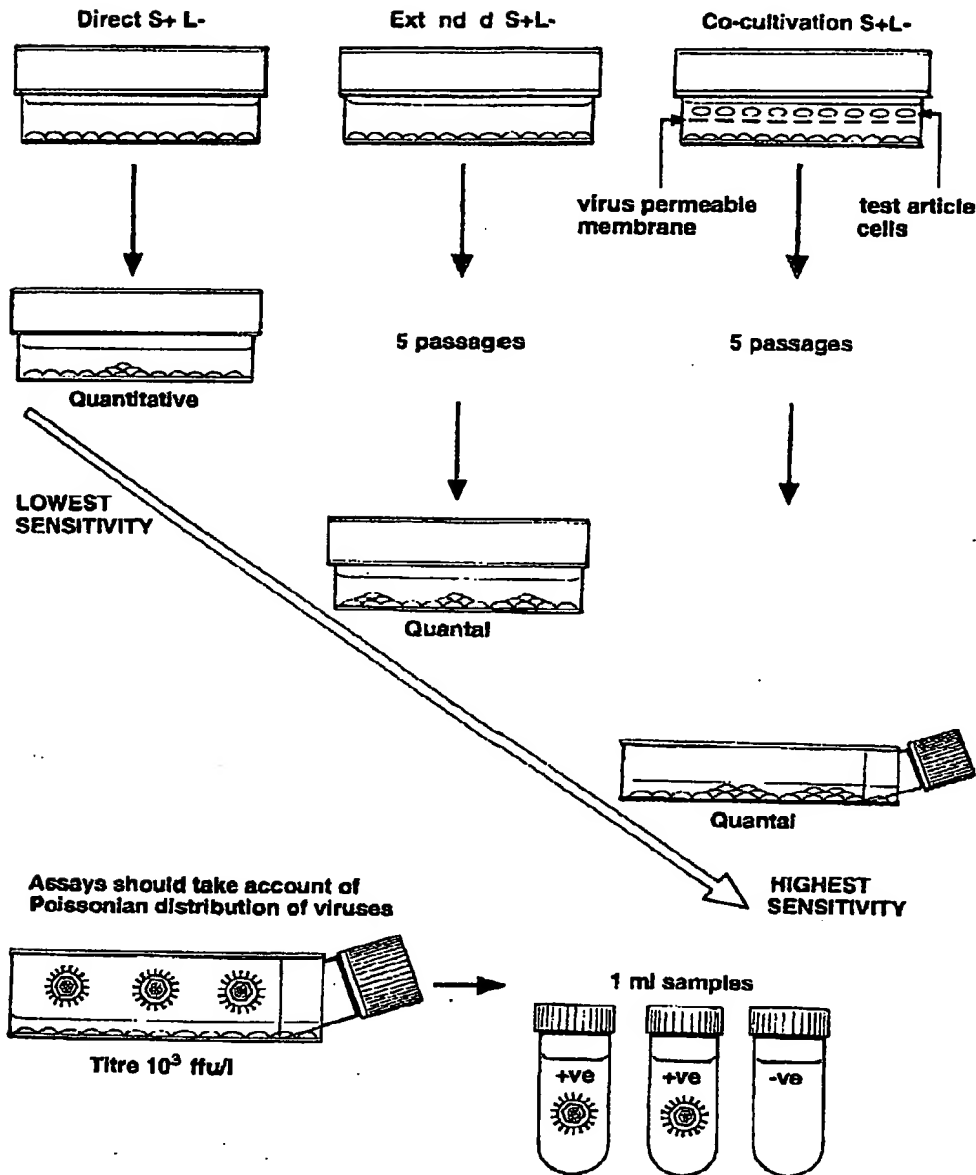 Direct S+ L-
Ext nd d S+L-
Co-cultivation S+L-
virus permeable
membrane
test article
cells
5 passages
5 passages
Quantitative
LOWEST
SENSITIVITY
Quantal
Quantal
HIGHEST
SENSITIVITY
Assays should take account of
Poissonian distribution of viruses
Titre 10³ ffu/l
1 ml samples
+ve
+ve
-ve